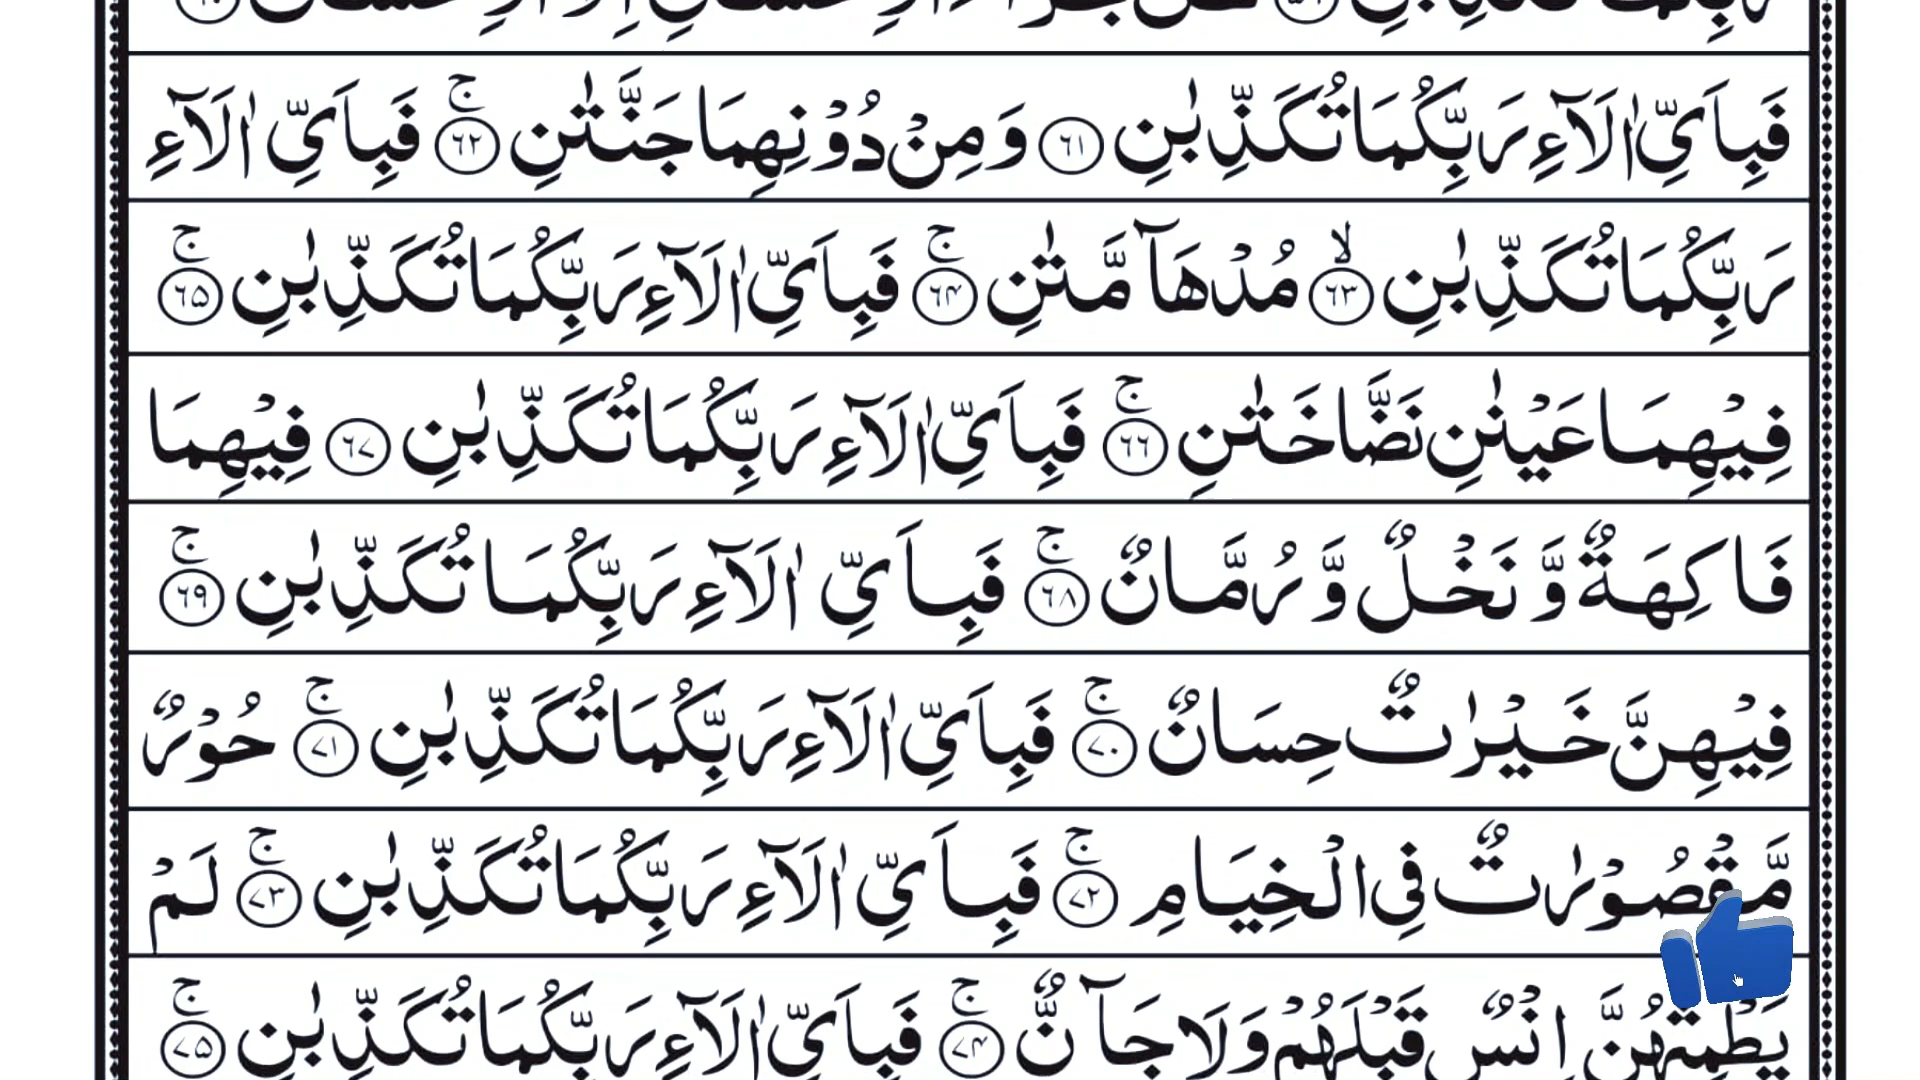 فَبِاَيِّ اٰلَآءِ رَبِّكُمَا تُكَذِّبٰنِ ۝٦١ وَمِنْ دُوْنِهِمَا جَنَّتٰنِ ۝٦٢ۚ فَبِاَيِّ اٰلَآءِ
رَبِّكُمَا تُكَذِّبٰنِ ۝٦٣ۙ مُدْهَآمَّتٰنِ ۝٦٤ۚ فَبِاَيِّ اٰلَآءِ رَبِّكُمَا تُكَذِّبٰنِ ۝٦٥ۚ
فِيْهِمَا عَيْنٰنِ نَضَّاخَتٰنِ ۝٦٦ۚ فَبِاَيِّ اٰلَآءِ رَبِّكُمَا تُكَذِّبٰنِ ۝٦٧ فِيْهِمَا
فَاكِهَةٌ وَّنَخْلٌ وَّرُمَّانٌ ۝٦٨ۚ فَبِاَيِّ اٰلَآءِ رَبِّكُمَا تُكَذِّبٰنِ ۝٦٩ۚ
فِيْهِنَّ خَيْرٰتٌ حِسَانٌ ۝٧٠ۚ فَبِاَيِّ اٰلَآءِ رَبِّكُمَا تُكَذِّبٰنِ ۝٧١ۚ حُوْرٌ
مَّقْصُوْرٰتٌ فِى الْخِيَامِ ۝٧٢ۚ فَبِاَيِّ اٰلَآءِ رَبِّكُمَا تُكَذِّبٰنِ ۝٧٣ۚ لَمْ
يَطْمِثْهُنَّ اِنْسٌ قَبْلَهُمْ وَلَا جَآنٌّ ۝٧٤ۚ فَبِاَيِّ اٰلَآءِ رَبِّكُمَا تُكَذِّبٰنِ ۝٧٥ۚ